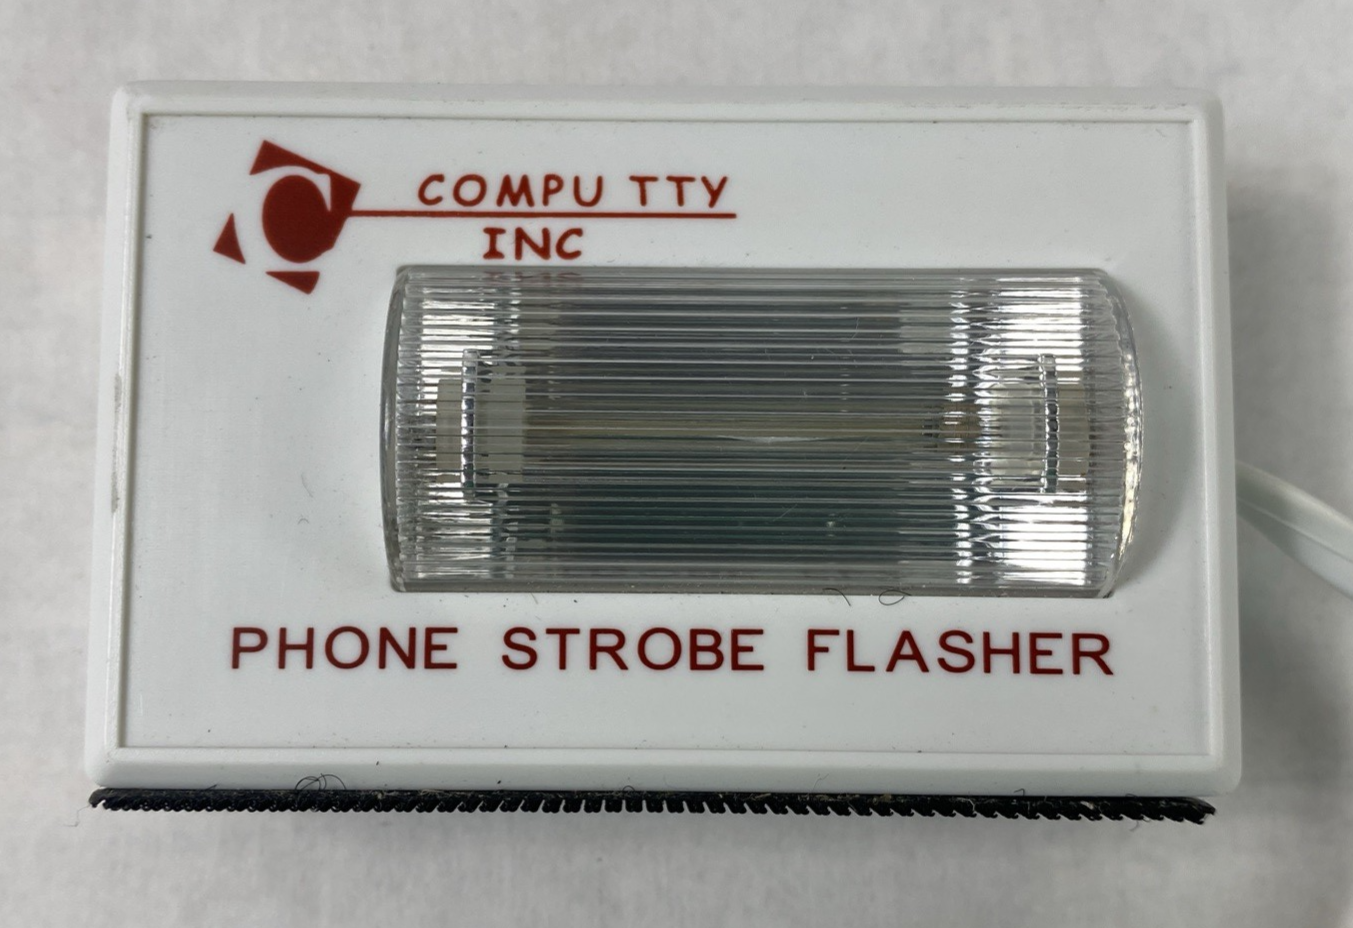 COMPU TTY
INC
PHONE STROBE FLASHER